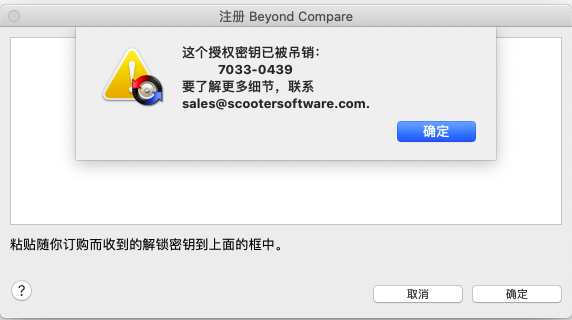 注册 Beyond Compare
这个授权密钥已被吊销：
7033-0439
要了解更多细节，联系
sales@scootersoftware.com.
确定
粘贴随你订购而收到的解锁密钥到上面的框中。
?
取消
确定